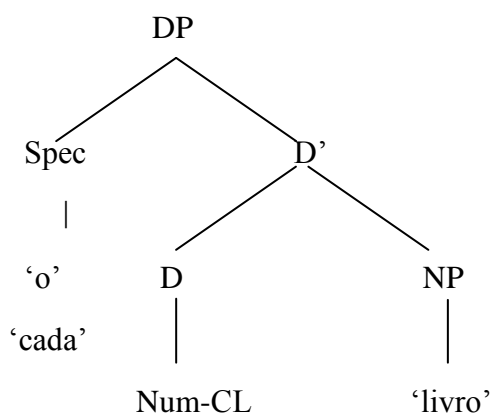 DP
Spec D’
|
‘o’ D NP
‘cada’
Num-CL ‘livro’